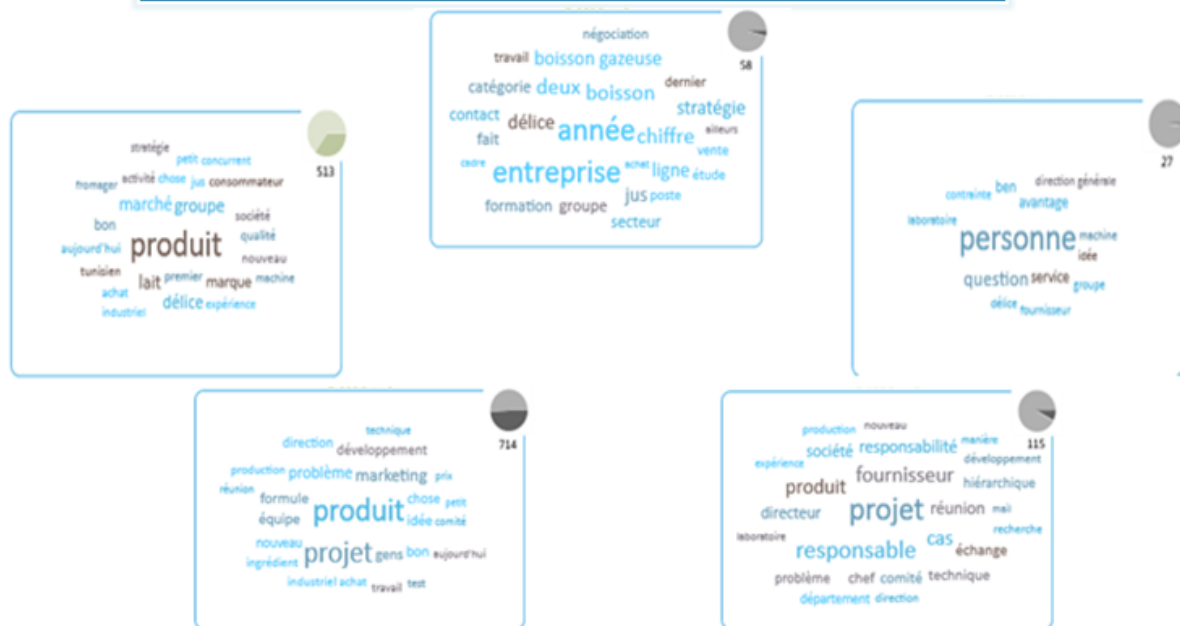 négociation
travail boisson gazeuse
58
catégorie deux boisson dernier
contact stratégie
délice année chiffre ailleurs
fait vente
cadre entreprise achat ligne étude
jus poste
formation groupe
secteur
stratégie
petit concurrent
513
fromager activité chose jus consommateur
marché groupe
société
bon qualité
produit
aujourd'hui nouveau
tunisien lait premier marque machine
achat délice expérience
industriel
27
direction générale
contrainte ben
avantage
laboratoire
personne machine
idée
question service
groupe
délice fournisseur
technique
714
direction développement
production problème marketing prix
réunion
formule produit chose petit
équipe idée comité
nouveau projet gens bon aujourd'hui
ingrédient
industriel achat travail test
production nouveau
115
société responsabilité manière
expérience développement
fournisseur
produit hiérarchique
directeur projet réunion mail
recherche
laboratoire cas
responsable échange
problème chef comité technique
département direction